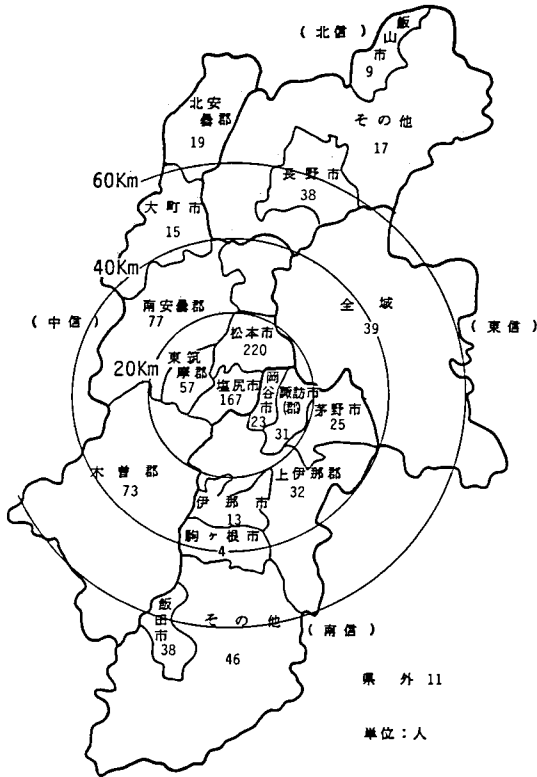 (北信)
飯山市
9
北安曇郡
19
その他
17
60Km
長野市
38
大町市
15
40Km
南安曇郡
77
全域
39
(中信)
(東信)
松本市
220
20Km
東筑摩郡
57
塩尻市
167
岡谷市
23
諏訪市(郡)
31
茅野市
25
木曽郡
73
上伊那郡
32
伊那市
13
駒ヶ根市
4
飯田市
38
その他
46
(南信)
県外 11
単位:人